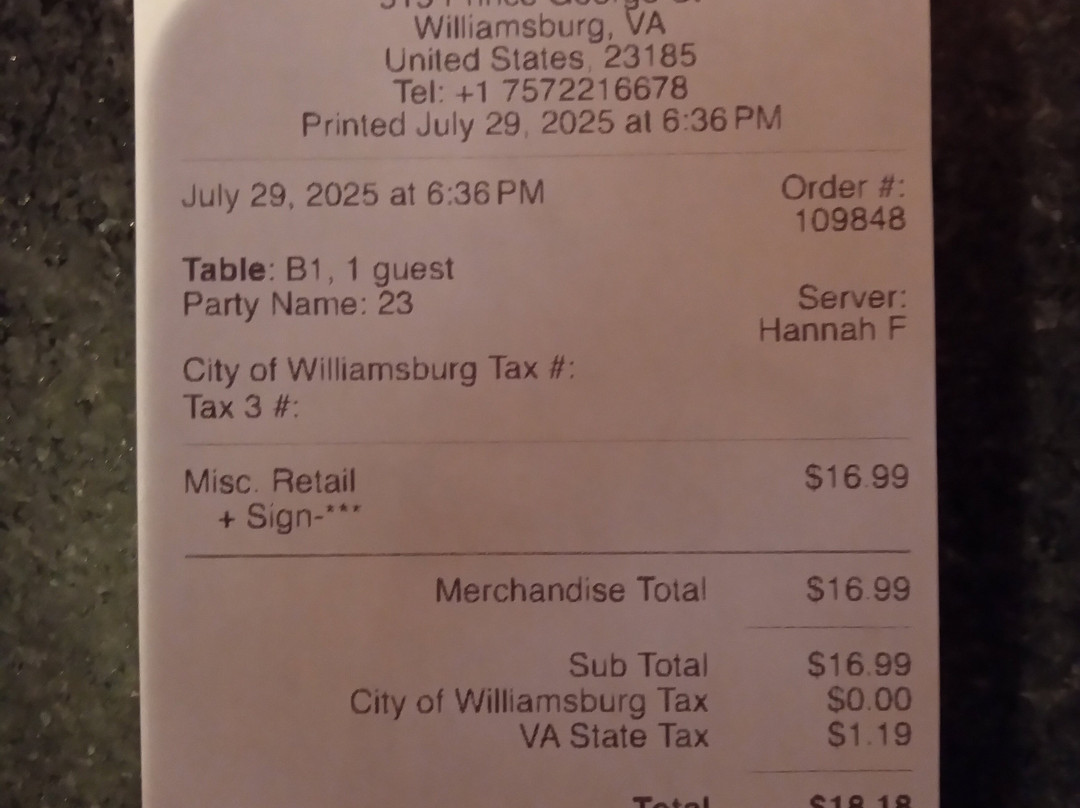 Williamsburg, VA
United States, 23185
Tel: +1 7572216678
Printed July 29, 2025 at 6:36 PM
July 29, 2025 at 6:36 PM
Order #:
109848
Table: B1, 1 guest
Party Name: 23
Server:
Hannah F
City of Williamsburg Tax #:
Tax 3 #:
Misc. Retail $16.99
+ Sign-***
Merchandise Total $16.99
Sub Total $16.99
City of Williamsburg Tax $0.00
VA State Tax $1.19
Total $18.18